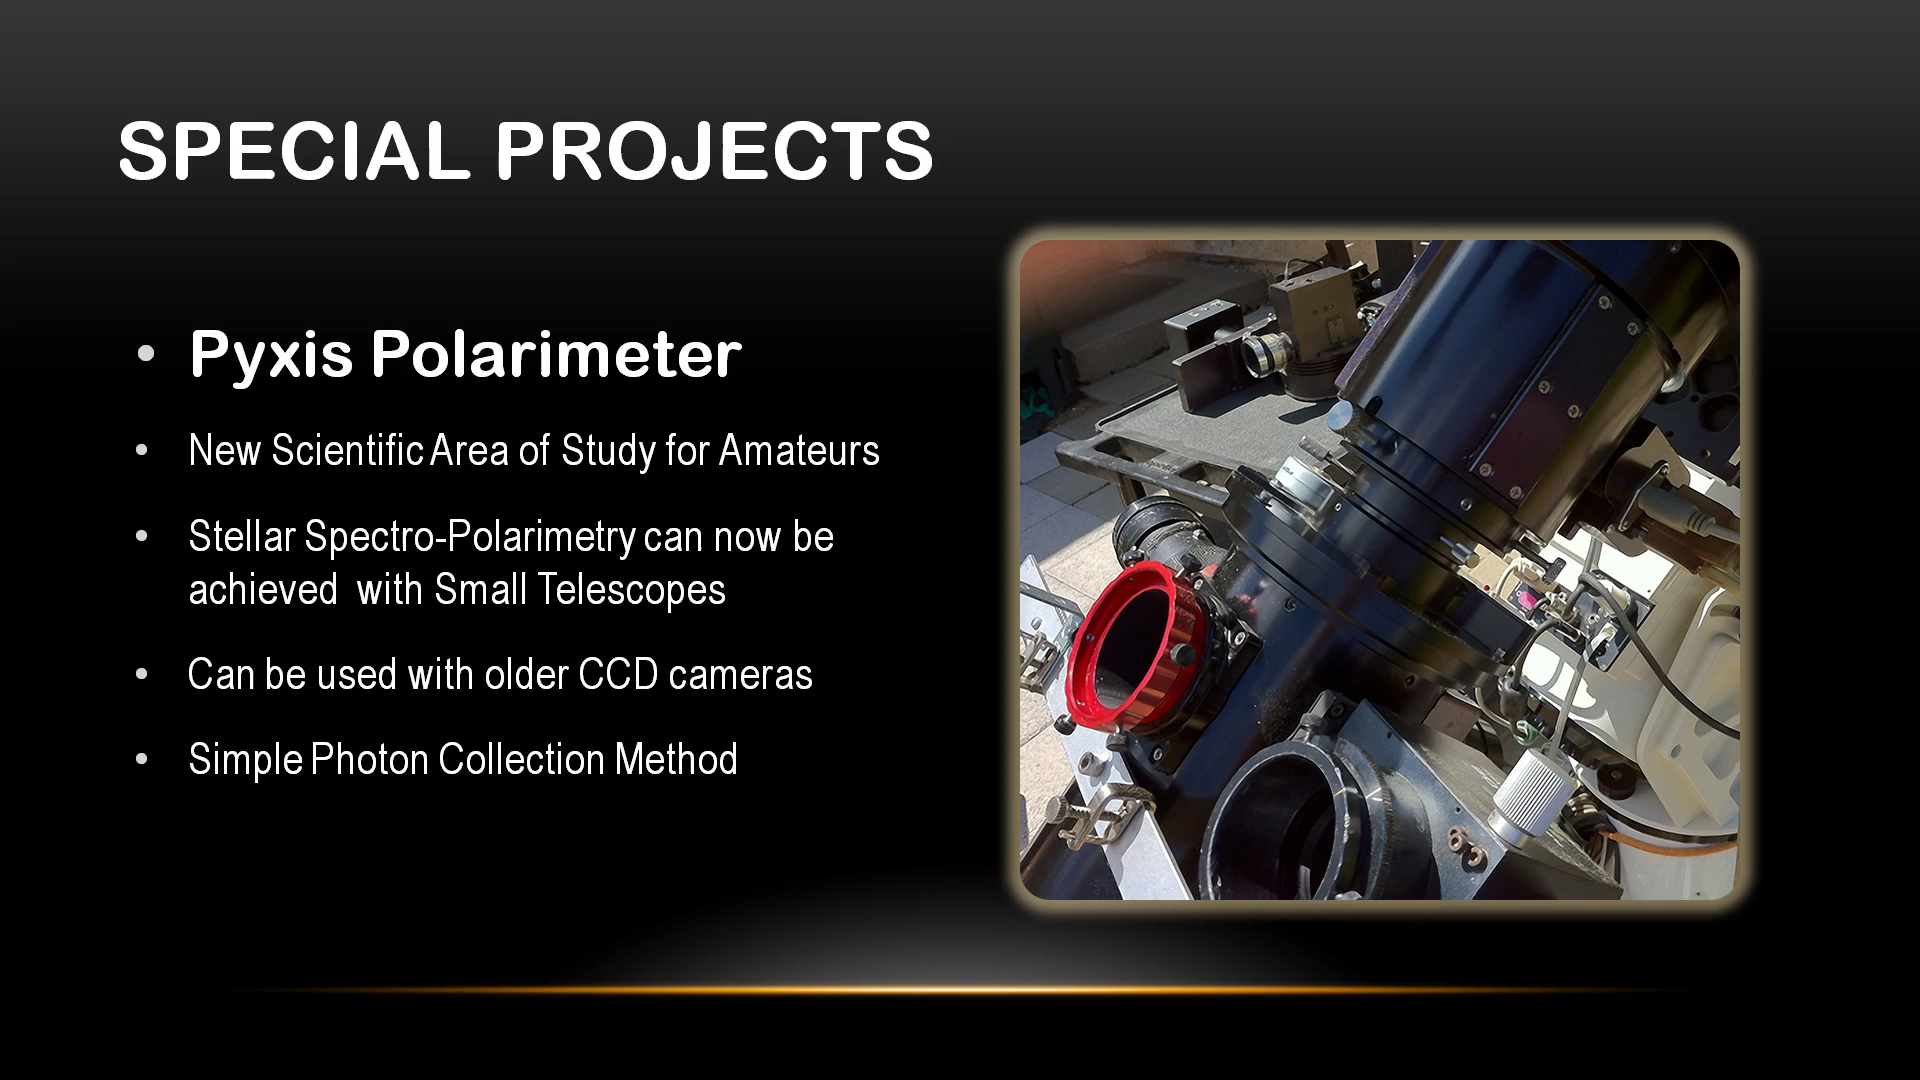 SPECIAL PROJECTS
• Pyxis Polarimeter
• New Scientific Area of Study for Amateurs
• Stellar Spectro-Polarimetry can now be
achieved  with Small Telescopes
• Can be used with older CCD cameras
• Simple Photon Collection Method